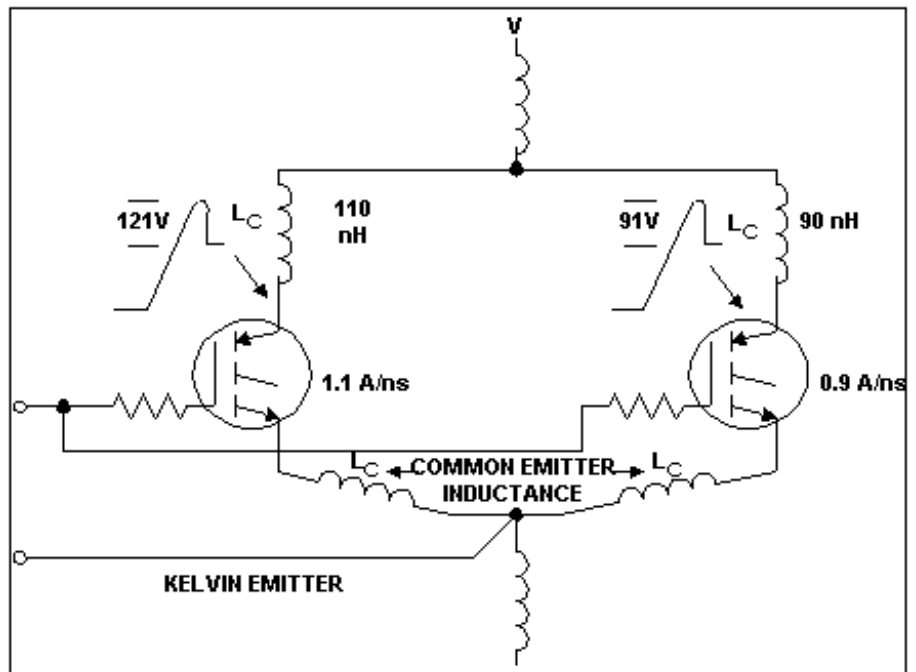 V
121V
L C
110
nH
91V
L C
90 nH
1.1 A/ns
0.9 A/ns
L C COMMON EMITTER L C
INDUCTANCE
KELVIN EMITTER